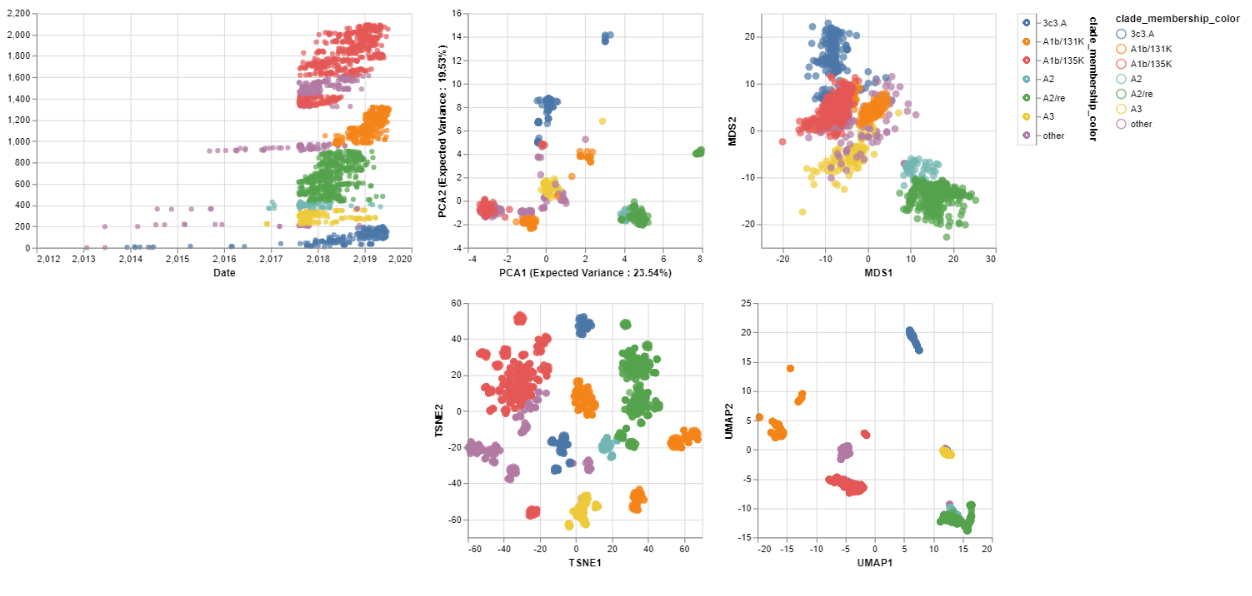 2,200
2,000
1,800
1,600
1,400
1,200
1,000
800
600
400
200
0
2,012 2,013 2,014 2,015 2,016 2,017 2,018 2,019 2,020
Date
PCA2 (Expected Variance : 19.53%)
16
14
12
10
8
6
4
2
0
-2
-4
-4 -2 0 2 4 6 8
PCA1 (Expected Variance : 23.54%)
MDS2
20
10
0
-10
-20
-20 -10 0 10 20 30
MDS1
3c3.A
A1b/131K
A1b/135K
A2
A2/re
A3
other
clade_membership_color
clade_membership_color
3c3.A
A1b/131K
A1b/135K
A2
A2/re
A3
other
TSNE2
60
40
20
0
-20
-40
-60
-60 -40 -20 0 20 40 60
TSNE1
UMAP2
25
20
15
10
5
0
-5
-10
-15
-20 -15 -10 -5 0 5 10 15 20
UMAP1